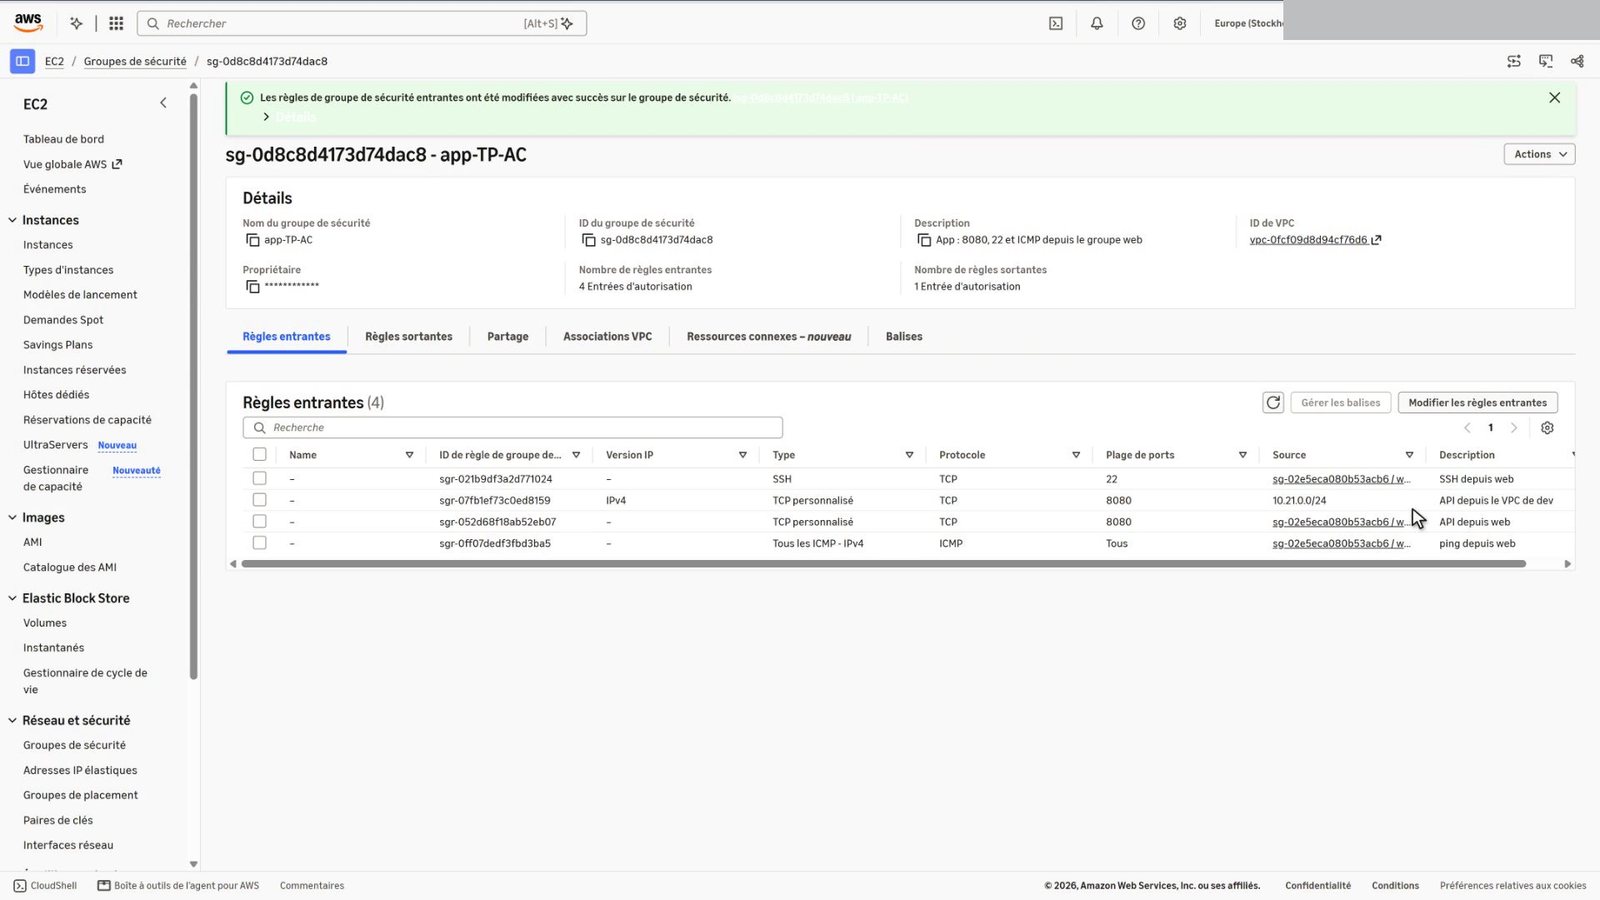 aws
Rechercher [Alt+S]
Europe (Stockh
EC2 / Groupes de sécurité / sg-0d8c8d4173d74dac8
EC2
Tableau de bord
Vue globale AWS
Événements
Instances
Instances
Types d'instances
Modèles de lancement
Demandes Spot
Savings Plans
Instances réservées
Hôtes dédiés
Réservations de capacité
UltraServers Nouveau
Gestionnaire de capacité Nouveauté
Images
AMI
Catalogue des AMI
Elastic Block Store
Volumes
Instantanés
Gestionnaire de cycle de vie
Réseau et sécurité
Groupes de sécurité
Adresses IP élastiques
Groupes de placement
Paires de clés
Interfaces réseau
Les règles de groupe de sécurité entrantes ont été modifiées avec succès sur le groupe de sécurité.
Détails
sg-0d8c8d4173d74dac8 - app-TP-AC
Actions
Détails
Nom du groupe de sécurité
app-TP-AC
ID du groupe de sécurité
sg-0d8c8d4173d74dac8
Description
App : 8080, 22 et ICMP depuis le groupe web
ID de VPC
vpc-0fcf09d8d94cf76d6
Propriétaire
************
Nombre de règles entrantes
4 Entrées d'autorisation
Nombre de règles sortantes
1 Entrée d'autorisation
Règles entrantes Règles sortantes Partage Associations VPC Ressources connexes – nouveau Balises
Règles entrantes (4)
Gérer les balises Modifier les règles entrantes
Recherche
1
Name ID de règle de groupe de... Version IP Type Protocole Plage de ports Source Description
– sgr-021b9df3a2d771024 – SSH TCP 22 sg-02e5eca080b53acb6 / w... SSH depuis web
– sgr-07fb1ef73c0ed8159 IPv4 TCP personnalisé TCP 8080 10.21.0.0/24 API depuis le VPC de dev
– sgr-052d68f18ab52eb07 – TCP personnalisé TCP 8080 sg-02e5eca080b53acb6 / w... API depuis web
– sgr-0ff07dedf3fbd3ba5 – Tous les ICMP - IPv4 ICMP Tous sg-02e5eca080b53acb6 / w... ping depuis web
CloudShell Boîte à outils de l'agent pour AWS Commentaires
© 2026, Amazon Web Services, Inc. ou ses affiliés. Confidentialité Conditions Préférences relatives aux cookies